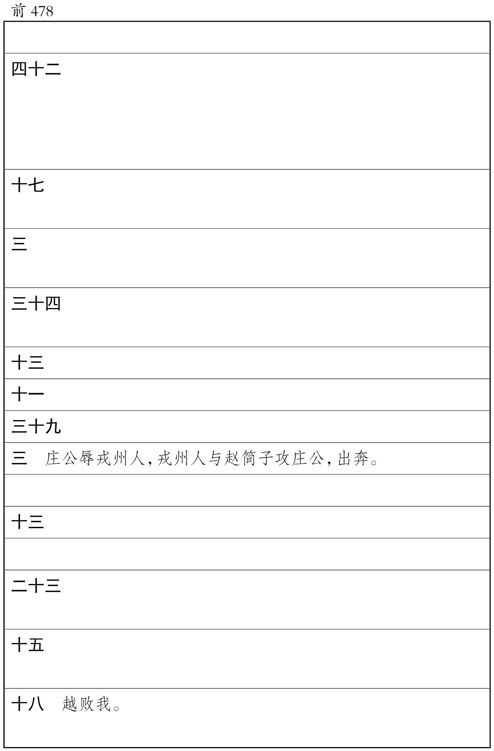 前 478
四十二
十七
三
三十四
十三
十一
三十九
三 庄公辱戎州人,戎州人与赵简子攻庄公,出奔。
十三
二十三
十五
十八 越败我。